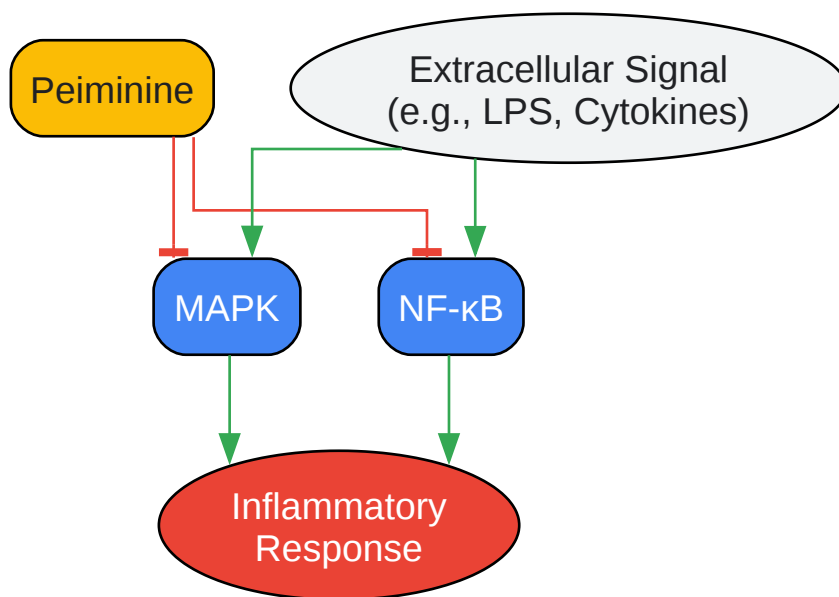 Peiminine
Extracellular Signal
(e.g., LPS, Cytokines)
MAPK
NF-κB
Inflammatory
Response